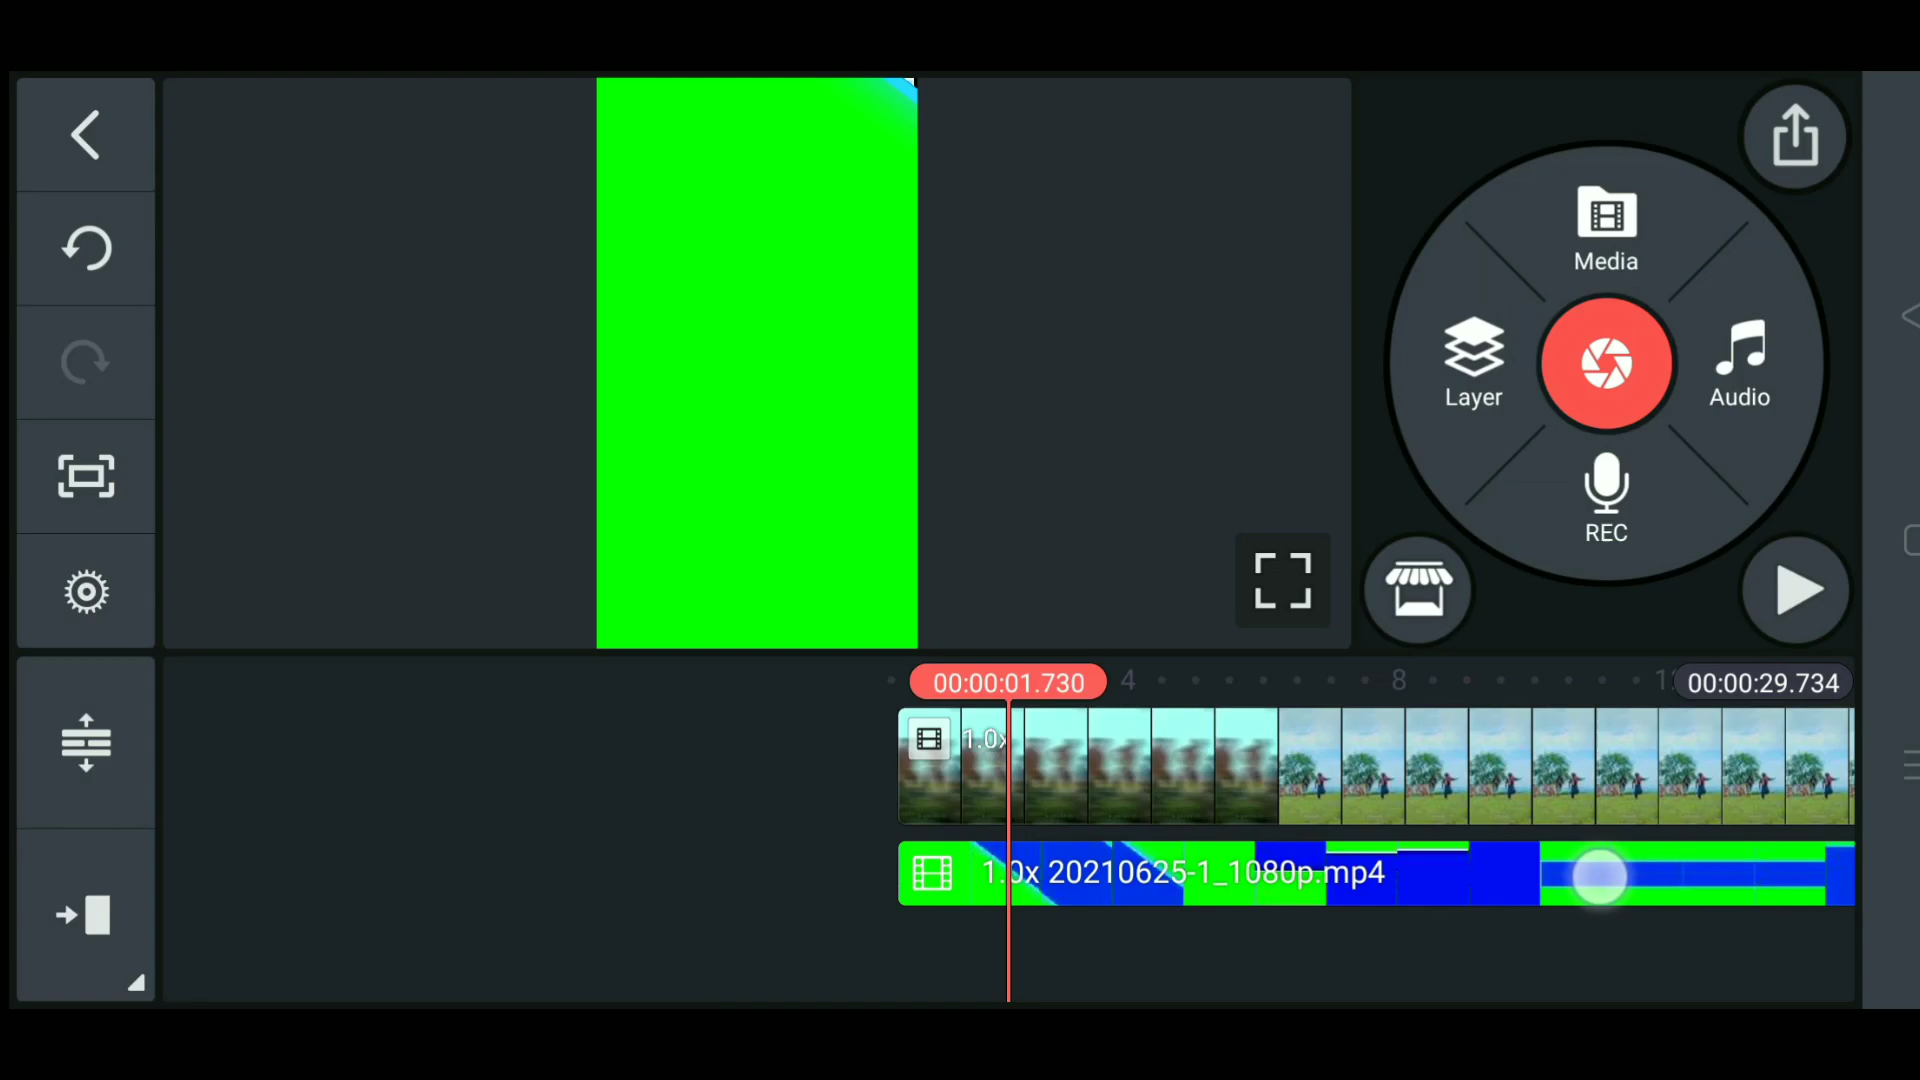 Media
Layer
Audio
REC
00:00:01.730
4
8
00:00:29.734
1.0x
1.0x 20210625-1_1080p.mp4